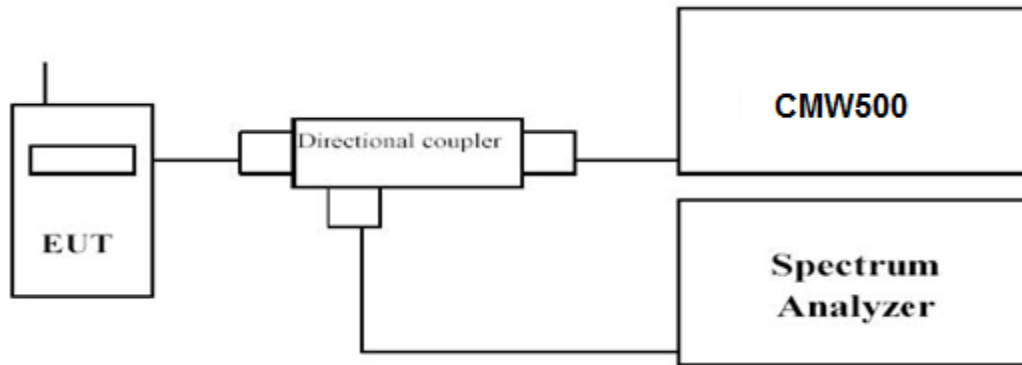 CMW500
Directional coupler
EUT
Spectrum
Analyzer